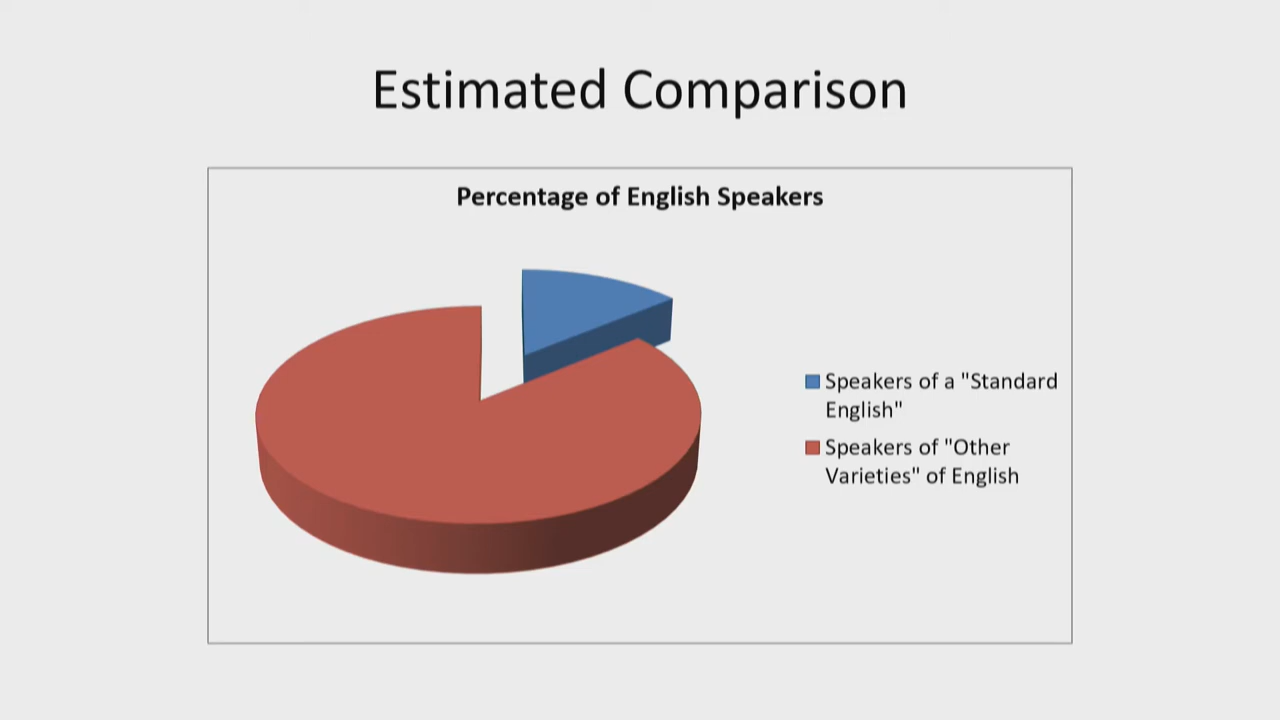 Estimated Comparison
Percentage of English Speakers
Speakers of a "Standard
English"
Speakers of "Other
Varieties" of English